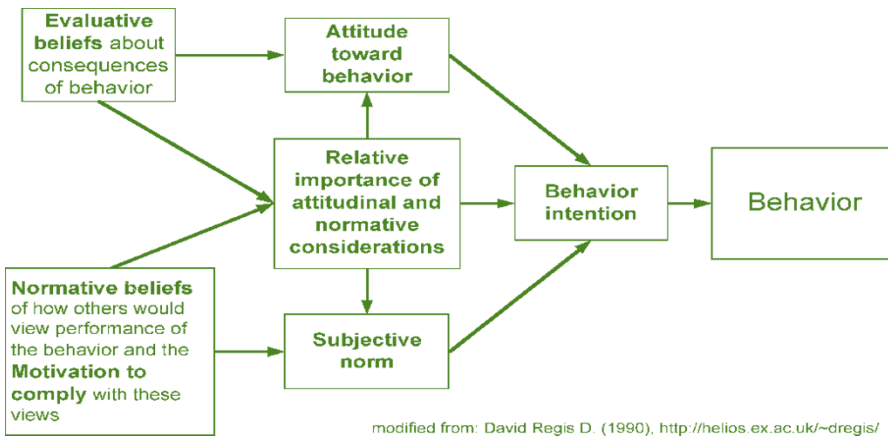 Evaluative
beliefs about
consequences
of behavior
Attitude
toward
behavior
Relative
importance of
attitudinal and
normative
considerations
Behavior
intention
Behavior
Normative beliefs
of how others would
view performance of
the behavior and the
Motivation to
comply with these
views
Subjective
norm
modified from: David Regis D. (1990), http://helios.ex.ac.uk/~dregis/